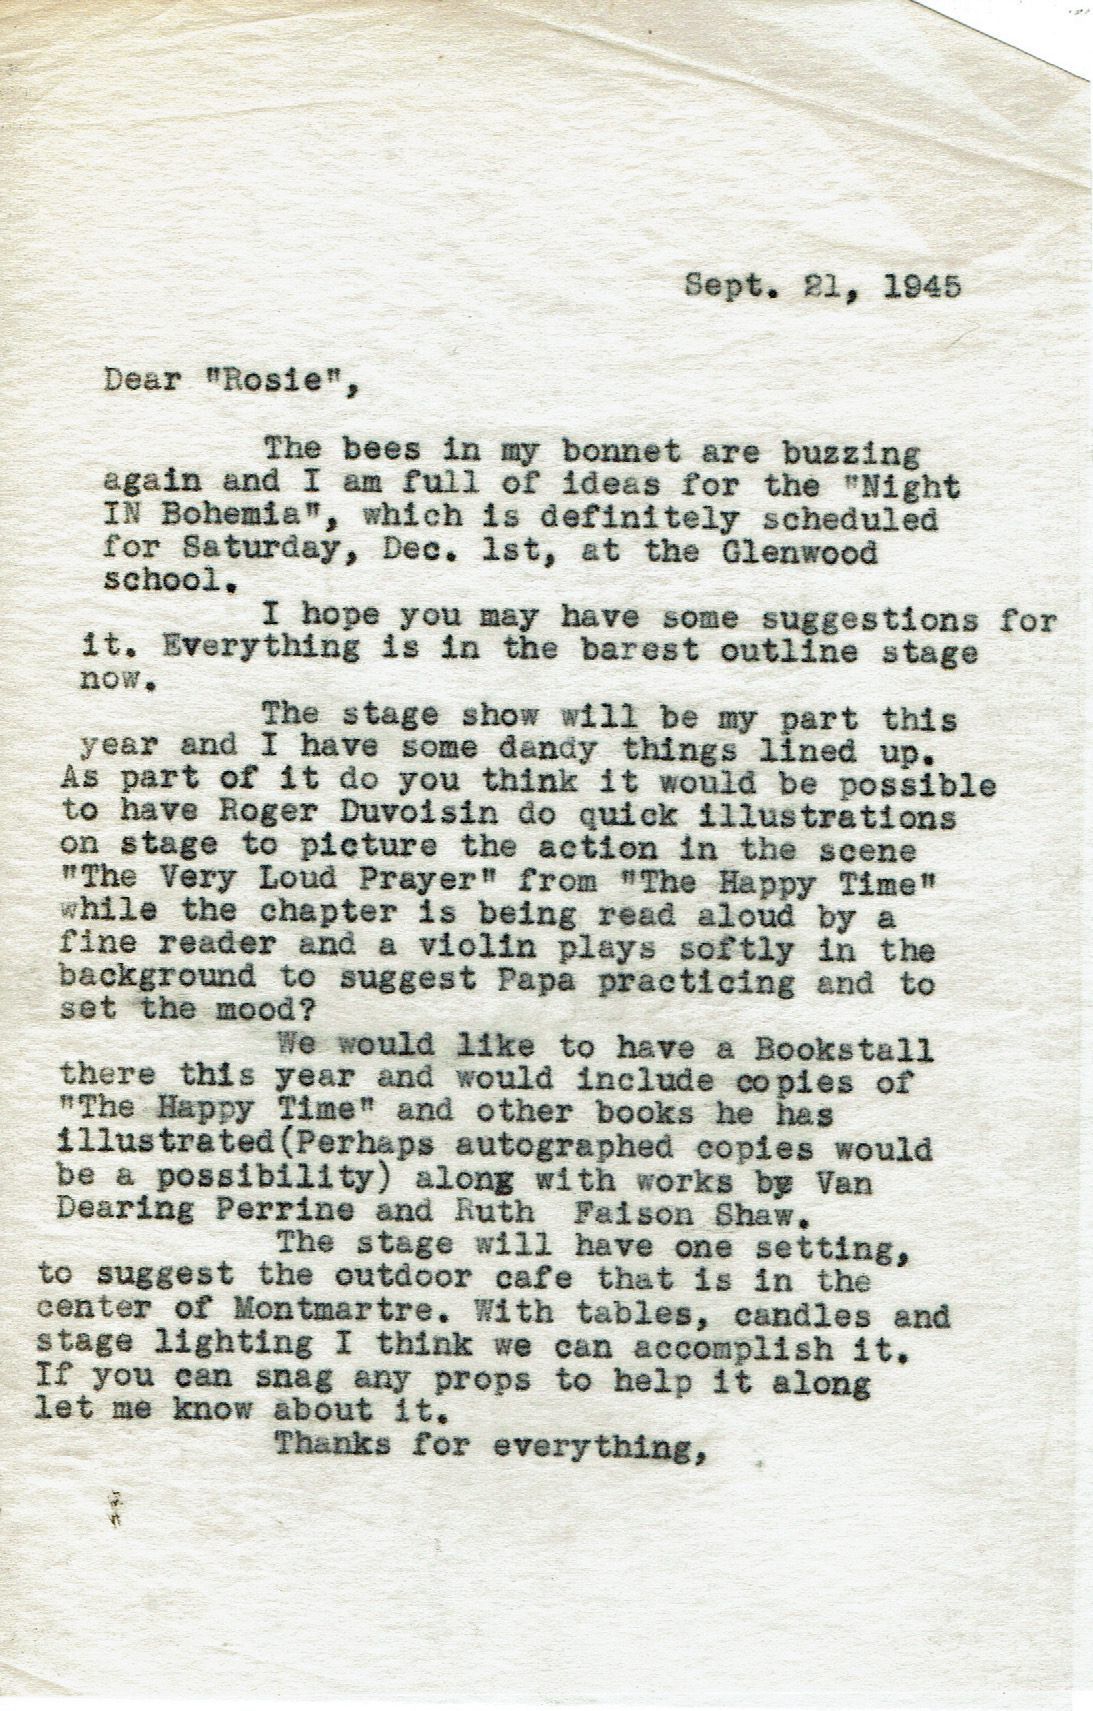 Sept. 21, 1945
Dear "Rosie",
The bees in my bonnet are buzzing
again and I am full of ideas for the "Night
IN Bohemia", which is definitely scheduled
for Saturday, Dec. 1st, at the Glenwood
school.
I hope you may have some suggestions for
it. Everything is in the barest outline stage
now.
The stage show will be my part this
year and I have some dandy things lined up.
As part of it do you think it would be possible
to have Roger Duvoisin do quick illustrations
on stage to picture the action in the scene
"The Very Loud Prayer" from "The Happy Time"
while the chapter is being read aloud by a
fine reader and a violin plays softly in the
background to suggest Papa practicing and to
set the mood?
We would like to have a Bookstall
there this year and would include copies of
"The Happy Time" and other books he has
illustrated(Perhaps autographed copies would
be a possibility) along with works by Van
Dearing Perrine and Ruth Faison Shaw.
The stage will have one setting,
to suggest the outdoor cafe that is in the
center of Montmartre. With tables, candles and
stage lighting I think we can accomplish it.
If you can snag any props to help it along
let me know about it.
Thanks for everything,